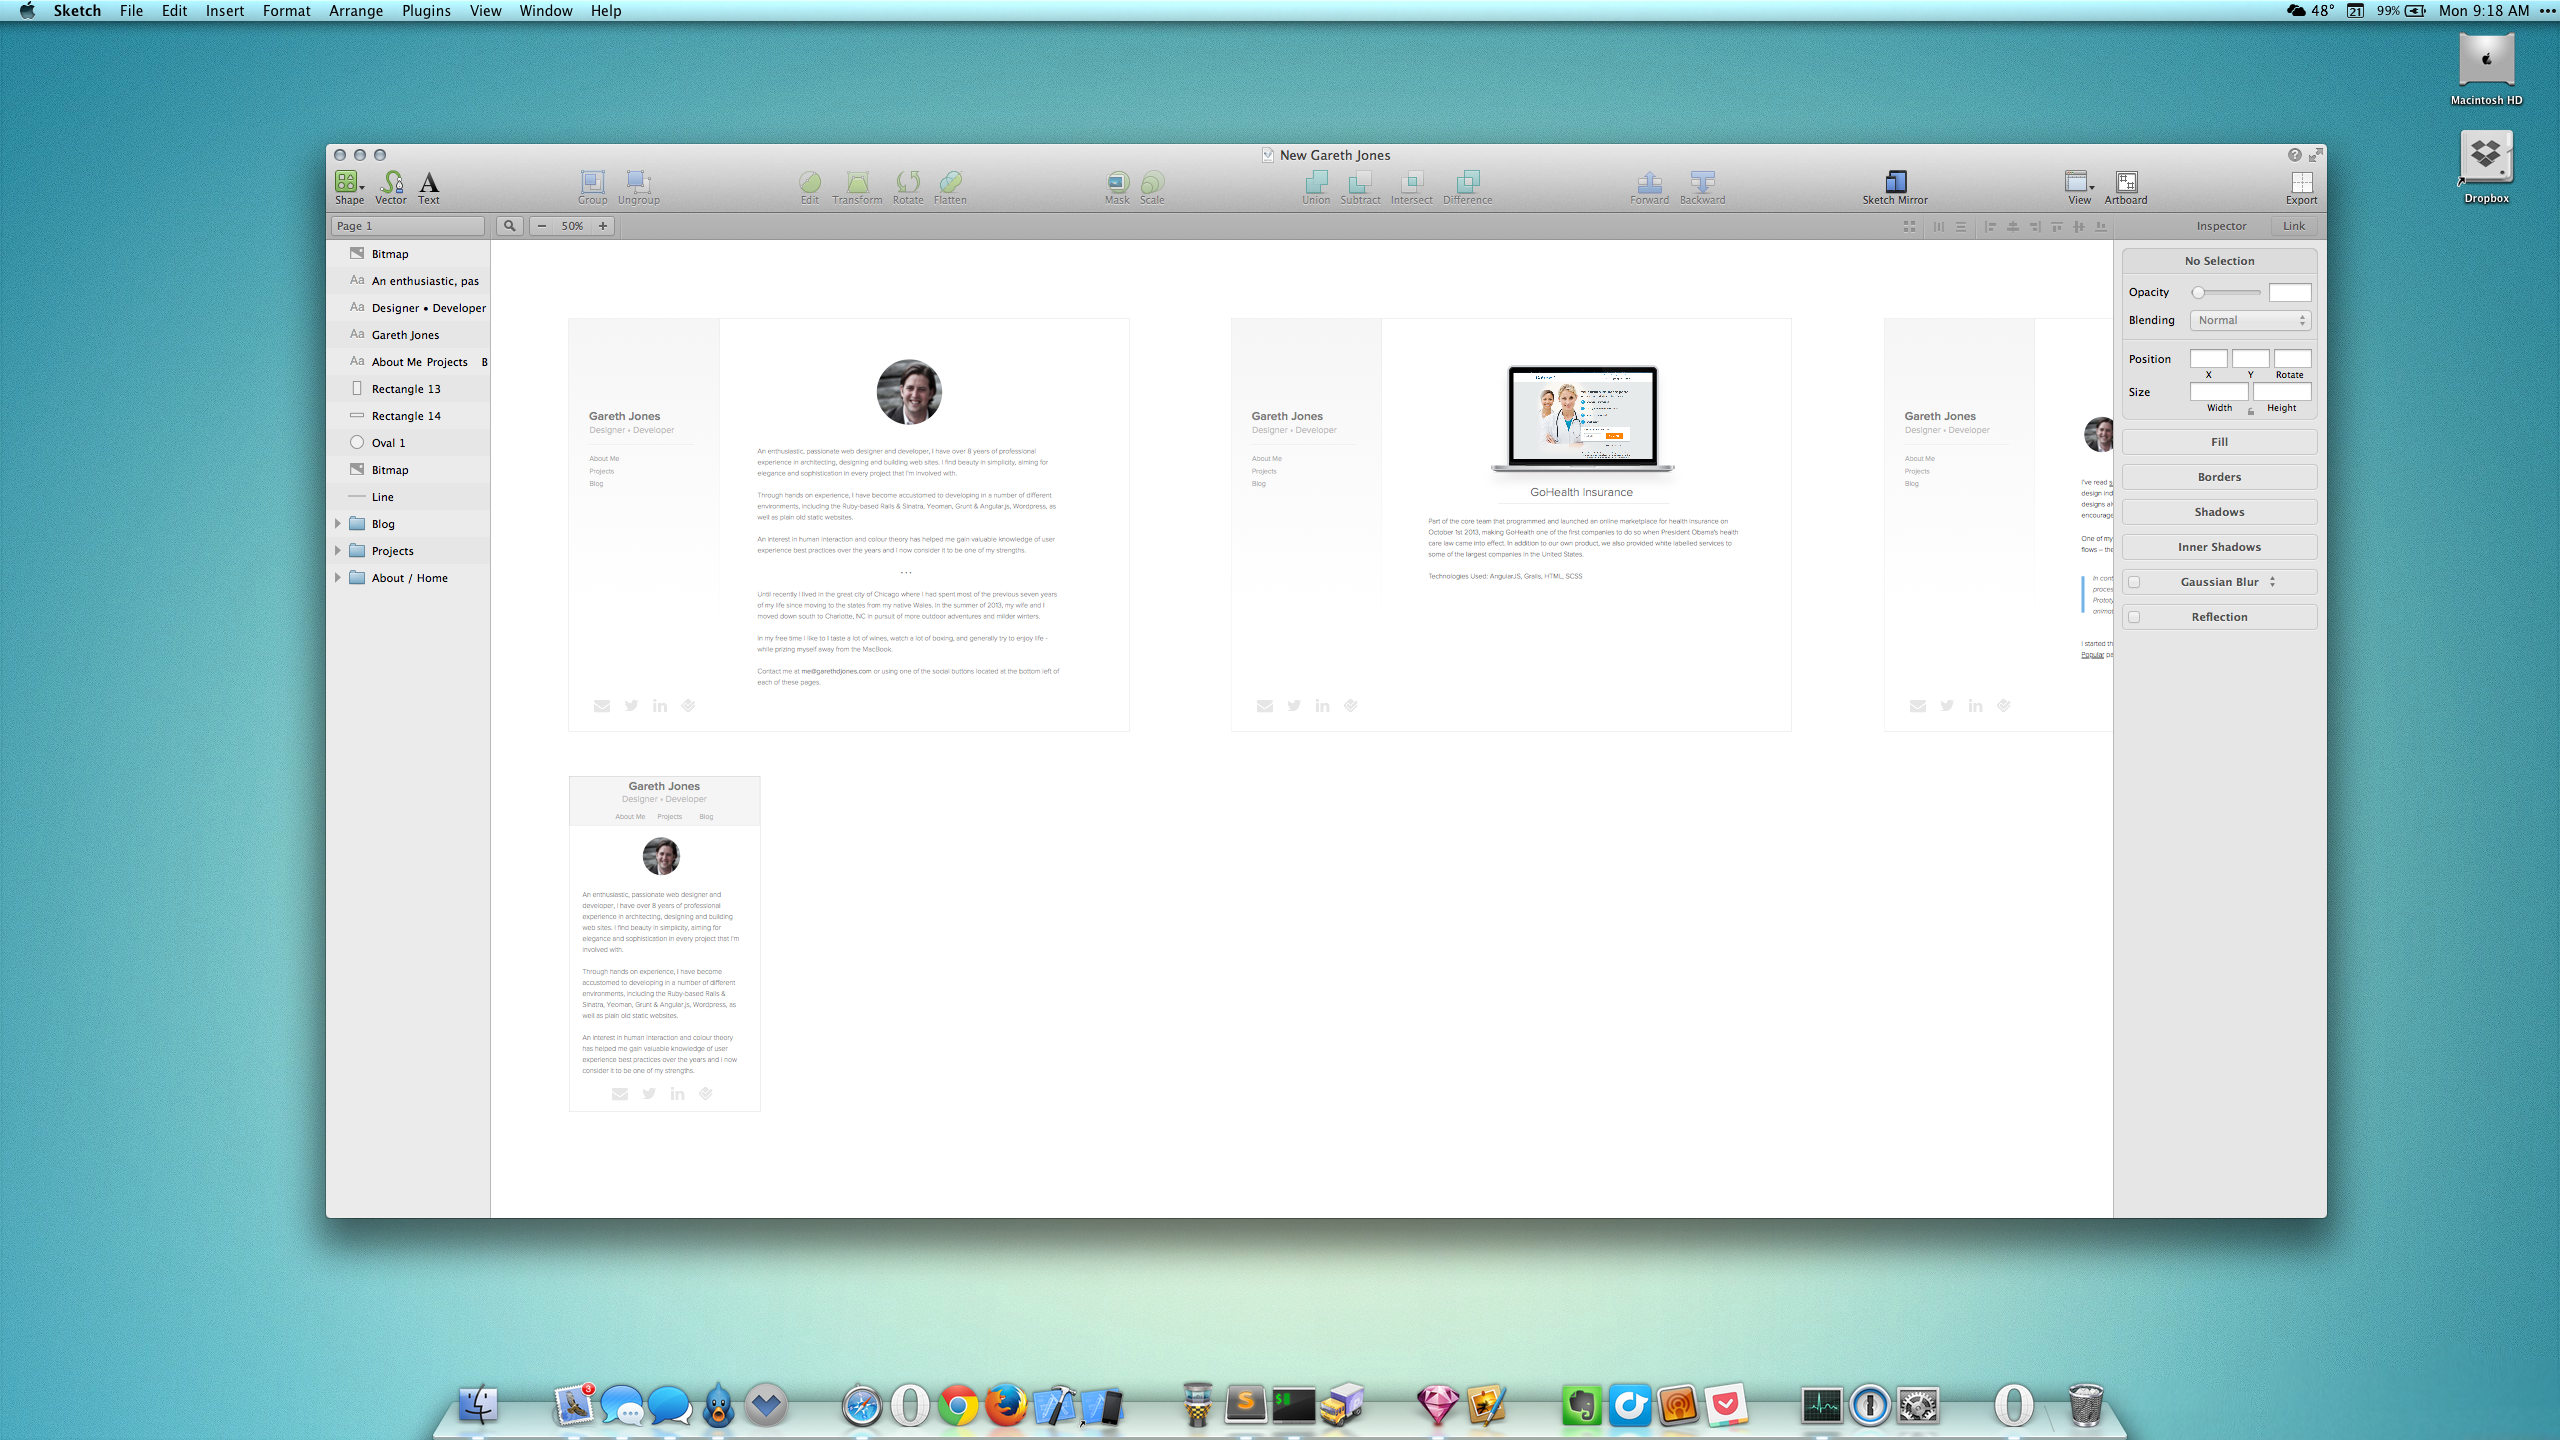 Sketch File Edit Insert Format Arrange Plugins View Window Help
48° 21 99% Mon 9:18 AM
Macintosh HD
Dropbox
New Gareth Jones
Shape Vector Text Group Ungroup Edit Transform Rotate Flatten Mask Scale Union Subtract Intersect Difference Forward Backward Sketch Mirror View Artboard Export
Page 1 50% Inspector Link
Bitmap
Aa An enthusiastic, pas
Aa Designer • Developer
Aa Gareth Jones
Aa About Me Projects B
Rectangle 13
Rectangle 14
Oval 1
Bitmap
Line
Blog
Projects
About / Home
Gareth Jones
Designer • Developer
About Me
Projects
Blog
An enthusiastic, passionate web designer and developer, I have over 8 years of professional
experience in architecting, designing and building web sites. I find beauty in simplicity, aiming for
elegance and sophistication in every project that I'm involved with.
Through hands on experience, I have become accustomed to developing in a number of different
environments, including the Ruby-based Rails & Sinatra, Yeoman, Grunt & Angular.js, Wordpress, as
well as plain old static websites.
An interest in human interaction and colour theory has helped me gain valuable knowledge of user
experience best practices over the years and I now consider it to be one of my strengths.
• • •
Until recently I lived in the great city of Chicago where I had spent most of the previous seven years
of my life since moving to the states from my native Wales. In the summer of 2013, my wife and I
moved down south to Charlotte, NC in pursuit of more outdoor adventures and milder winters.
In my free time I like to I taste a lot of wines, watch a lot of boxing, and generally try to enjoy life -
while prizing myself away from the MacBook.
Contact me at me@garethdjones.com or using one of the social buttons located at the bottom left of
each of these pages.
Gareth Jones
Designer • Developer
About Me
Projects
Blog
GoHealth Insurance
Part of the core team that programmed and launched an online marketplace for health insurance on
October 1st 2013, making GoHealth one of the first companies to do so when President Obama's health
care law came into effect. In addition to our own product, we also provided white labelled services to
some of the largest companies in the United States.
Technologies Used: AngularJS, Grails, HTML, SCSS
Gareth Jones
Designer • Developer
About Me
Projects
Blog
I've read
design ind
designs al
encourage
One of my
flows – the
In cont
proces
Prototy
animat
I started th
Popular pa
Gareth Jones
Designer • Developer
About Me Projects Blog
An enthusiastic, passionate web designer and
developer, I have over 8 years of professional
experience in architecting, designing and building
web sites. I find beauty in simplicity, aiming for
elegance and sophistication in every project that I'm
involved with.
Through hands on experience, I have become
accustomed to developing in a number of different
environments, including the Ruby-based Rails &
Sinatra, Yeoman, Grunt & Angular.js, Wordpress, as
well as plain old static websites.
An interest in human interaction and colour theory
has helped me gain valuable knowledge of user
experience best practices over the years and I now
consider it to be one of my strengths.
No Selection
Opacity
Blending Normal
Position
X Y Rotate
Size
Width Height
Fill
Borders
Shadows
Inner Shadows
Gaussian Blur
Reflection
3